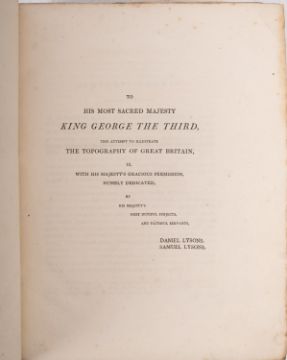 TO
HIS MOST SACRED MAJESTY
KING GEORGE THE THIRD,
THIS ATTEMPT TO ILLUSTRATE
THE TOPOGRAPHY OF GREAT BRITAIN,
IS,
WITH HIS MAJESTY'S GRACIOUS PERMISSION,
HUMBLY DEDICATED,
BY
HIS MAJESTY'S
MOST DUTIFUL SUBJECTS,
AND FAITHFUL SERVANTS,
DANIEL LYSONS.
SAMUEL LYSONS.